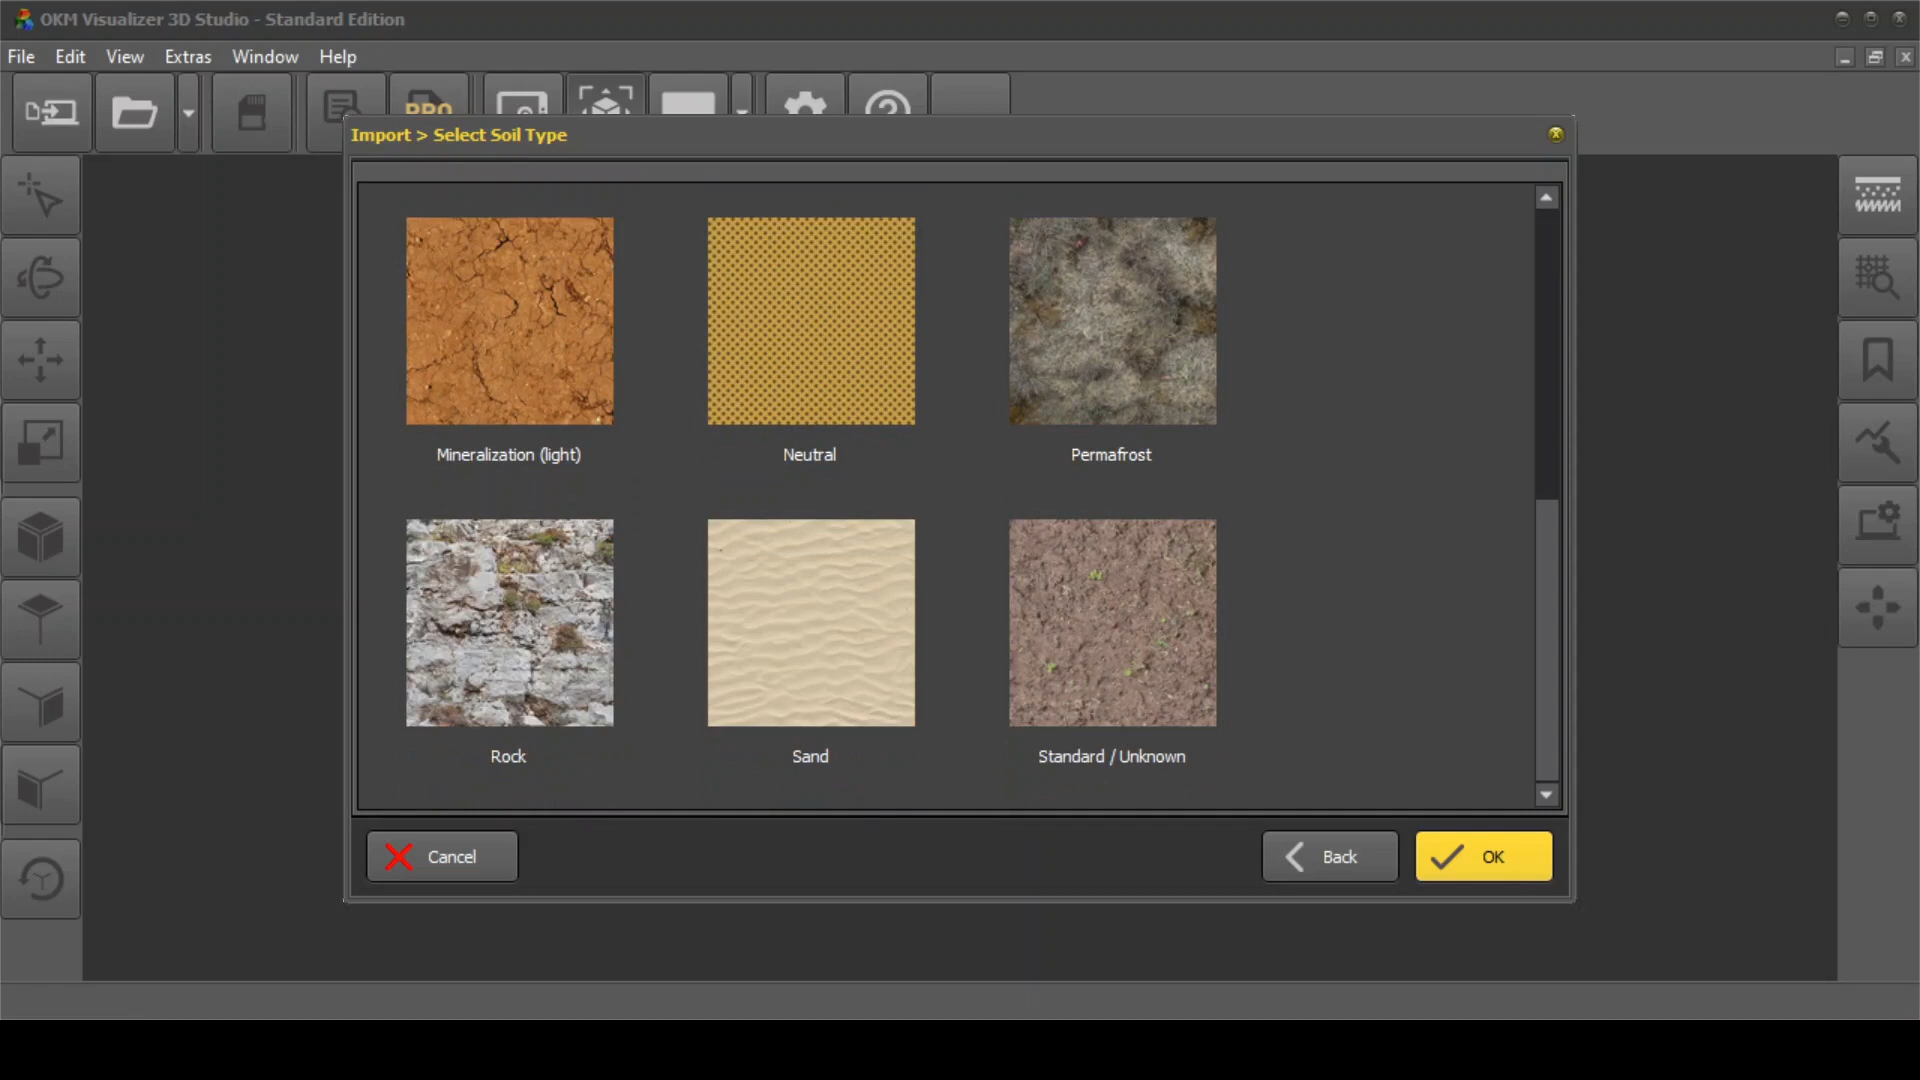 OKM Visualizer 3D Studio - Standard Edition
File Edit View Extras Window Help
PRO
Import > Select Soil Type
Mineralization (light) Neutral Permafrost
Rock Sand Standard / Unknown
Cancel Back OK